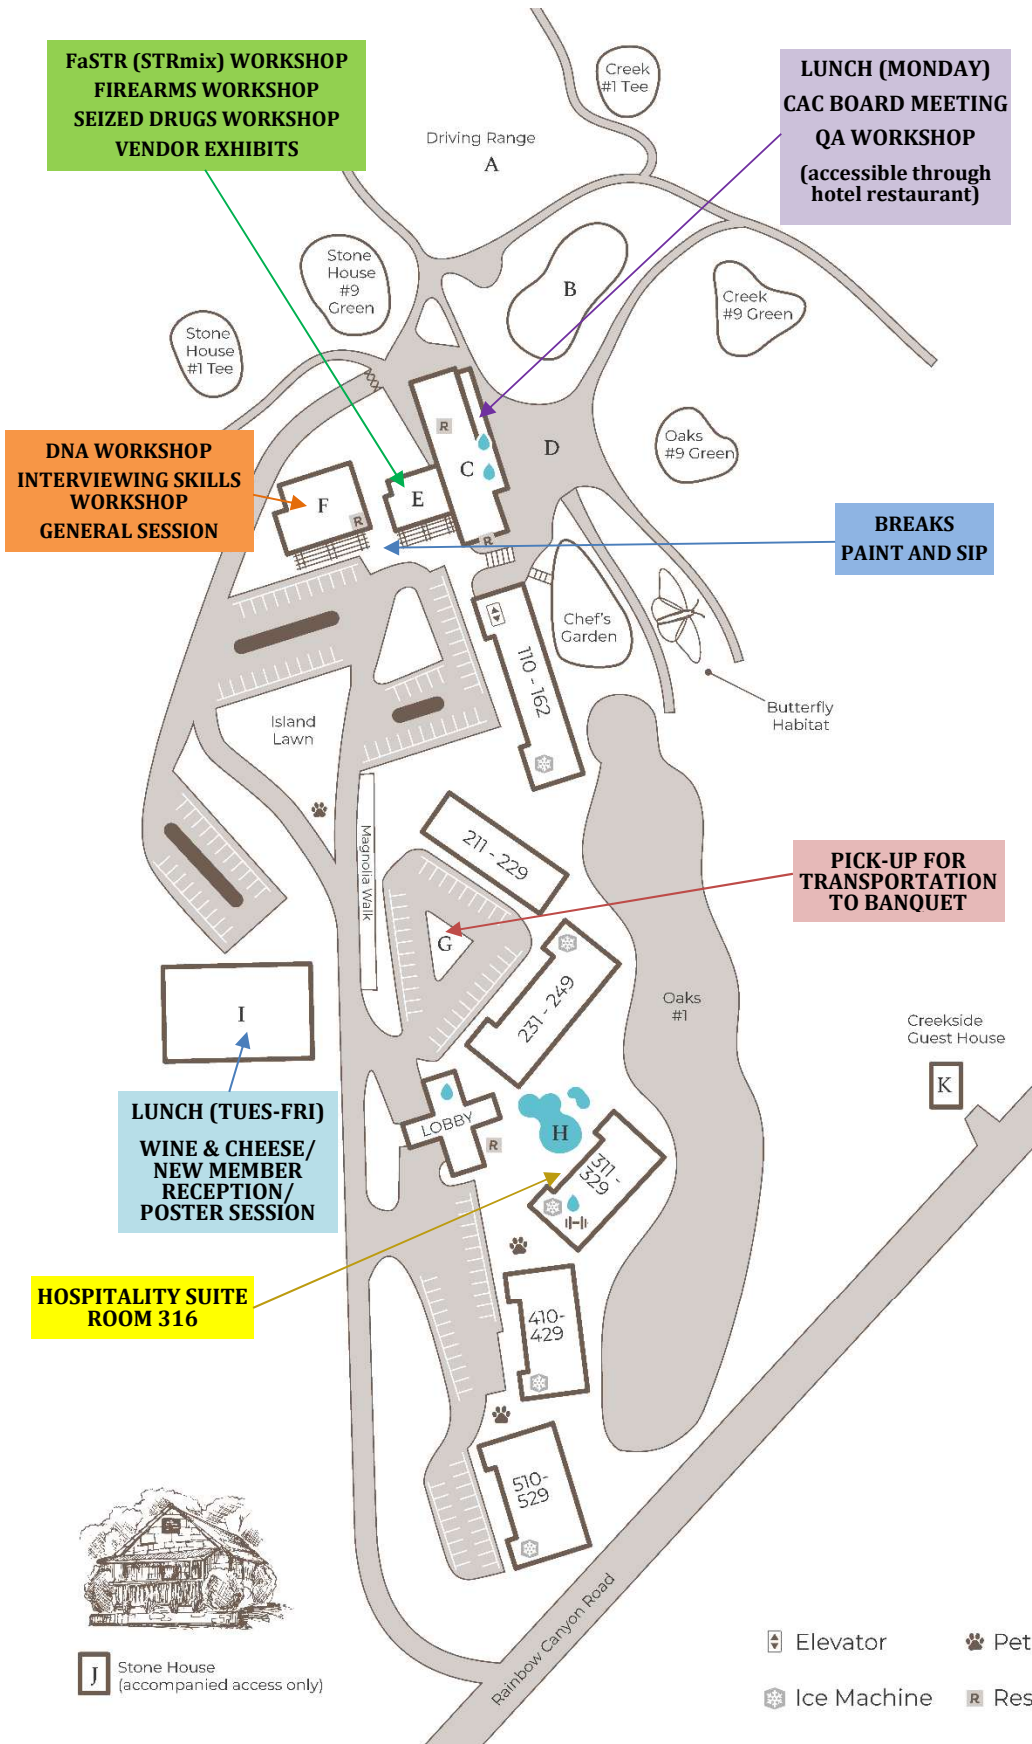 FaSTR (STRmix) WORKSHOP
FIREARMS WORKSHOP
SEIZED DRUGS WORKSHOP
VENDOR EXHIBITS
LUNCH (MONDAY)
CAC BOARD MEETING
QA WORKSHOP
(accessible through
hotel restaurant)
Creek
#1 Tee
Driving Range
A
Stone
House
#9
Green
B
Creek
#9 Green
Stone
House
#1 Tee
R
C
D
Oaks
#9 Green
DNA WORKSHOP
INTERVIEWING SKILLS
WORKSHOP
GENERAL SESSION
F
R
E
R
BREAKS
PAINT AND SIP
Chef's
Garden
110 - 162
Butterfly
Habitat
Island
Lawn
Magnolia Walk
211 - 229
PICK-UP FOR
TRANSPORTATION
TO BANQUET
G
231 - 249
I
Oaks
#1
Creekside
Guest House
K
LOBBY
R
H
311 -
329
LUNCH (TUES-FRI)
WINE & CHEESE/
NEW MEMBER
RECEPTION/
POSTER SESSION
HOSPITALITY SUITE
ROOM 316
410-
429
510-
529
Rainbow Canyon Road
J
Stone House
(accompanied access only)
Elevator
Pet
Ice Machine
R
Res